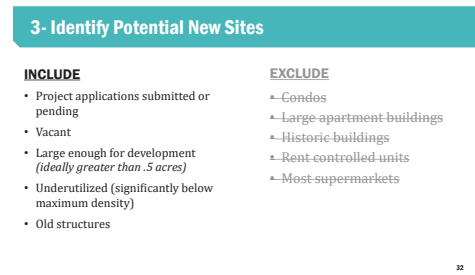 3- Identify Potential New Sites
INCLUDE
• Project applications submitted or
pending
• Vacant
• Large enough for development
(ideally greater than .5 acres)
• Underutilized (significantly below
maximum density)
• Old structures
EXCLUDE
• Condos
• Large apartment buildings
• Historic buildings
• Rent controlled units
• Most supermarkets
32